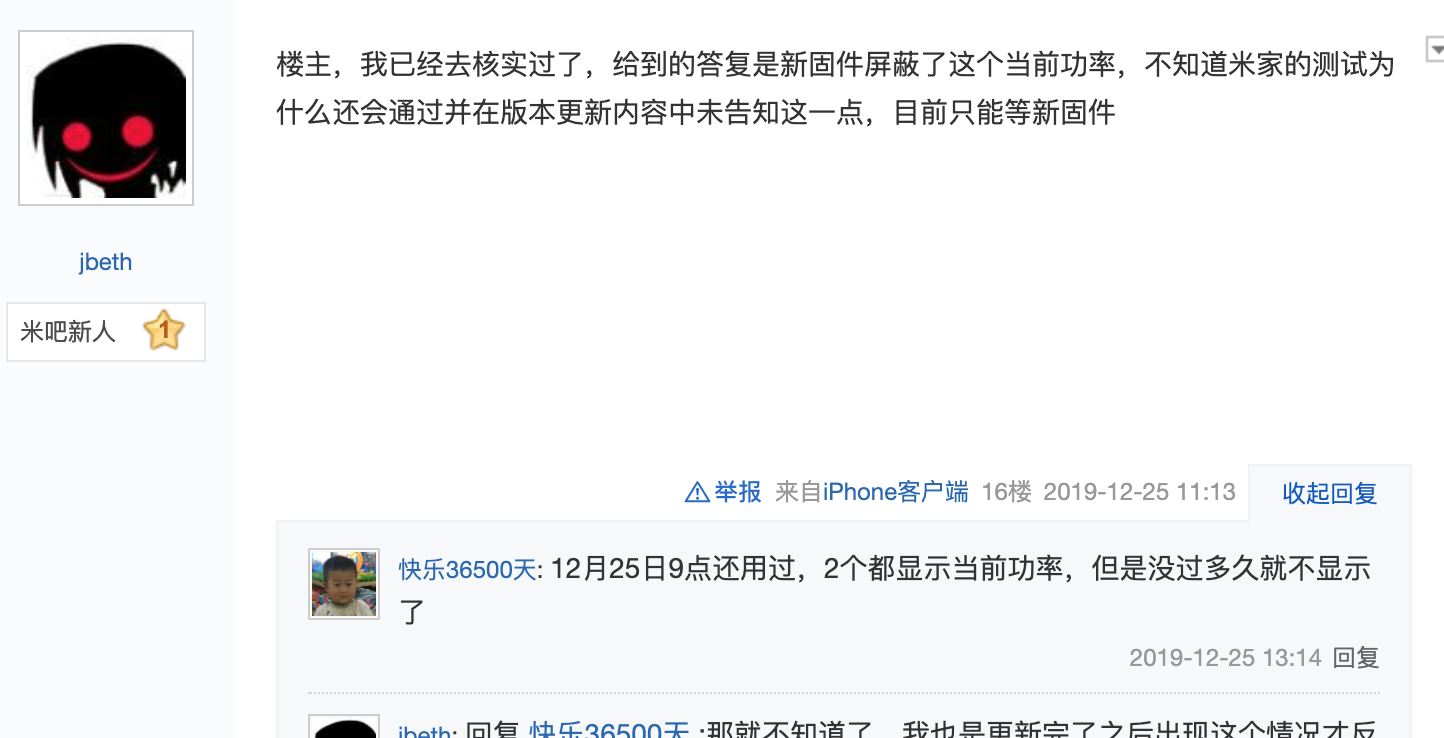 楼主，我已经去核实过了，给到的答复是新固件屏蔽了这个当前功率，不知道米家的测试为
什么还会通过并在版本更新内容中未告知这一点，目前只能等新固件
jbeth
米吧新人 1
举报 来自iPhone客户端 16楼 2019-12-25 11:13 收起回复
快乐36500天: 12月25日9点还用过，2个都显示当前功率，但是没过多久就不显示
了
2019-12-25 13:14 回复
jbeth: 回复 快乐36500天 :那就不知道了，我也是更新完了之后出现这个情况才反